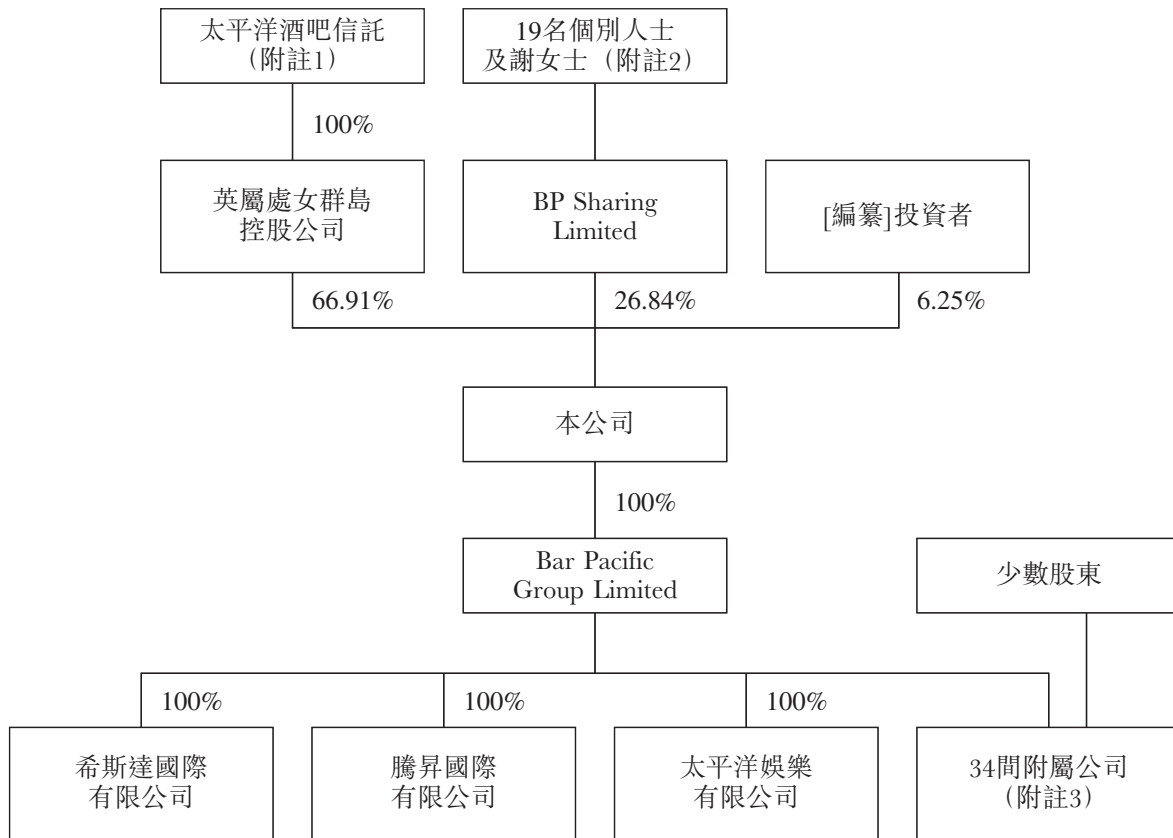 太平洋酒吧信託
(附註1)
19名個別人士
及謝女士（附註2）
100%
英屬處女群島
控股公司
BP Sharing
Limited
[編纂]投資者
66.91%
26.84%
6.25%
本公司
100%
Bar Pacific
Group Limited
少數股東
100%
100%
100%
希斯達國際
有限公司
騰昇國際
有限公司
太平洋娛樂
有限公司
34間附屬公司
(附註3)